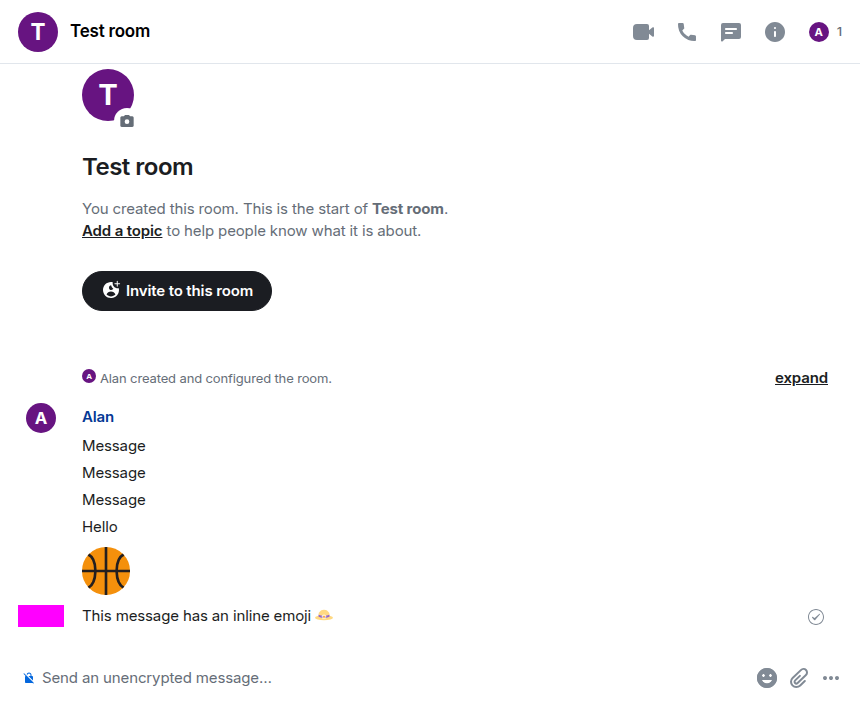 T Test room A 1
T
Test room
You created this room. This is the start of Test room.
Add a topic to help people know what it is about.
Invite to this room
A Alan created and configured the room. expand
A Alan
Message
Message
Message
Hello
This message has an inline emoji 👒
Send an unencrypted message...